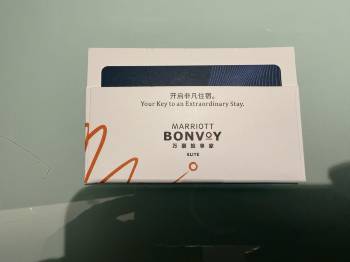 开启非凡住宿。
Your Key to an Extraordinary Stay.
MARRIOTT
BONVOY
万豪旅享家
ELITE